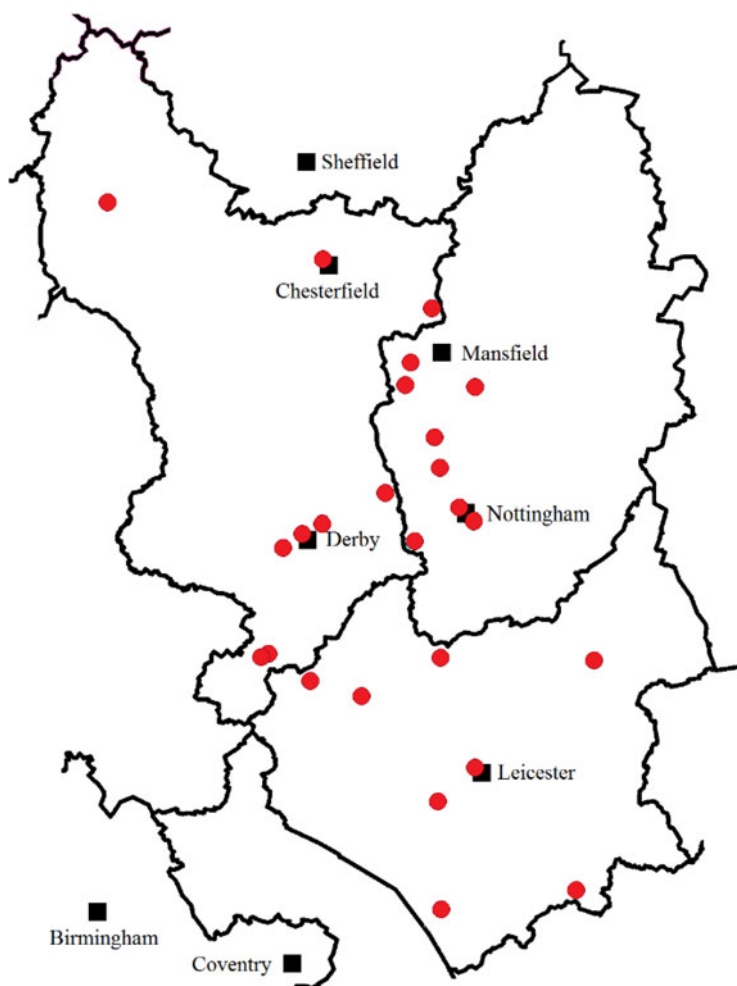 Sheffield
Chesterfield
Mansfield
Nottingham
Derby
Leicester
Birmingham
Coventry